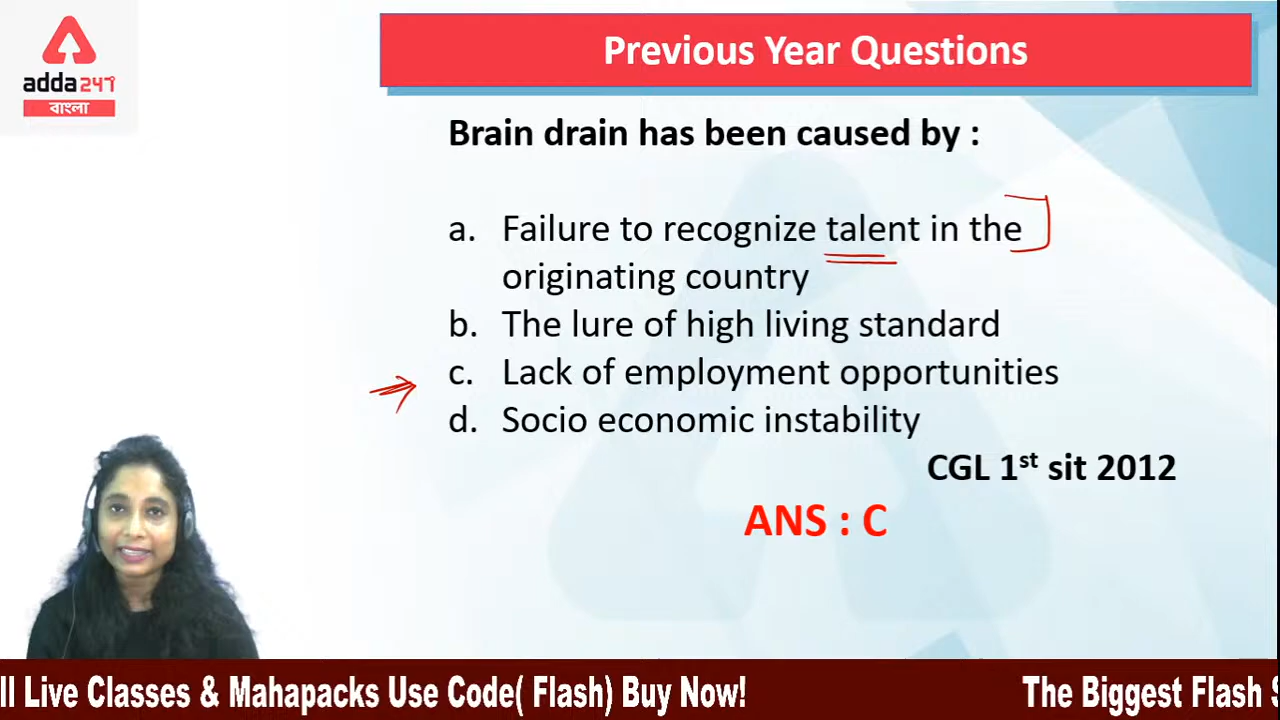 adda247
বাংলা
Previous Year Questions
Brain drain has been caused by :
a. Failure to recognize talent in the
originating country
b. The lure of high living standard
c. Lack of employment opportunities
d. Socio economic instability
CGL 1st sit 2012
ANS : C
ll Live Classes & Mahapacks Use Code( Flash) Buy Now! The Biggest Flash S